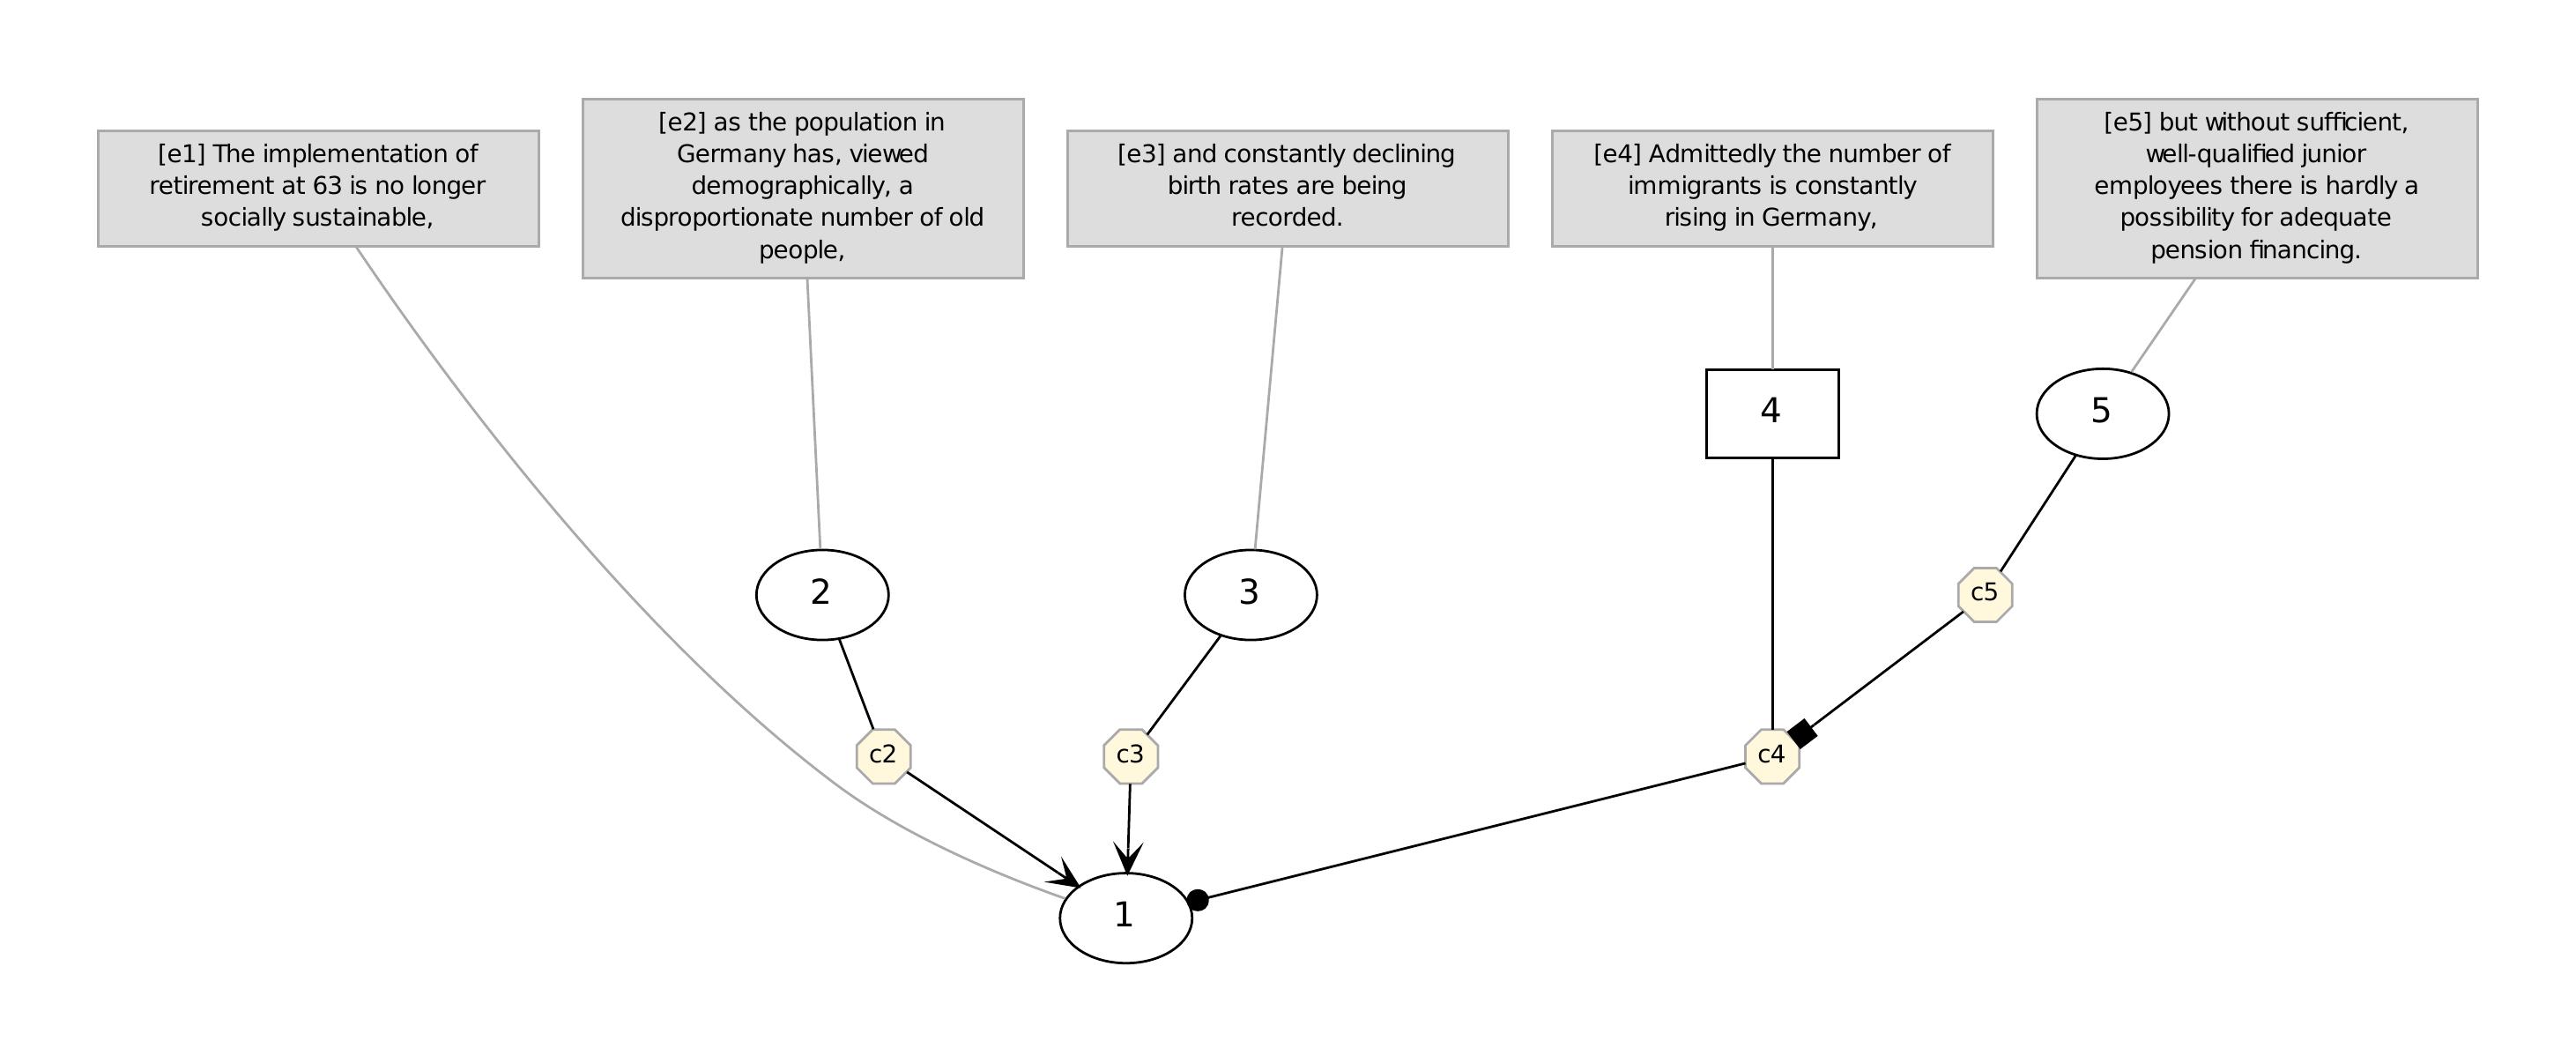 [e1] The implementation of
retirement at 63 is no longer
socially sustainable,
[e2] as the population in
Germany has, viewed
demographically, a
disproportionate number of old
people,
[e3] and constantly declining
birth rates are being
recorded.
[e4] Admittedly the number of
immigrants is constantly
rising in Germany,
[e5] but without sufficient,
well-qualified junior
employees there is hardly a
possibility for adequate
pension financing.
4
5
2
3
c5
c2
c3
c4
1